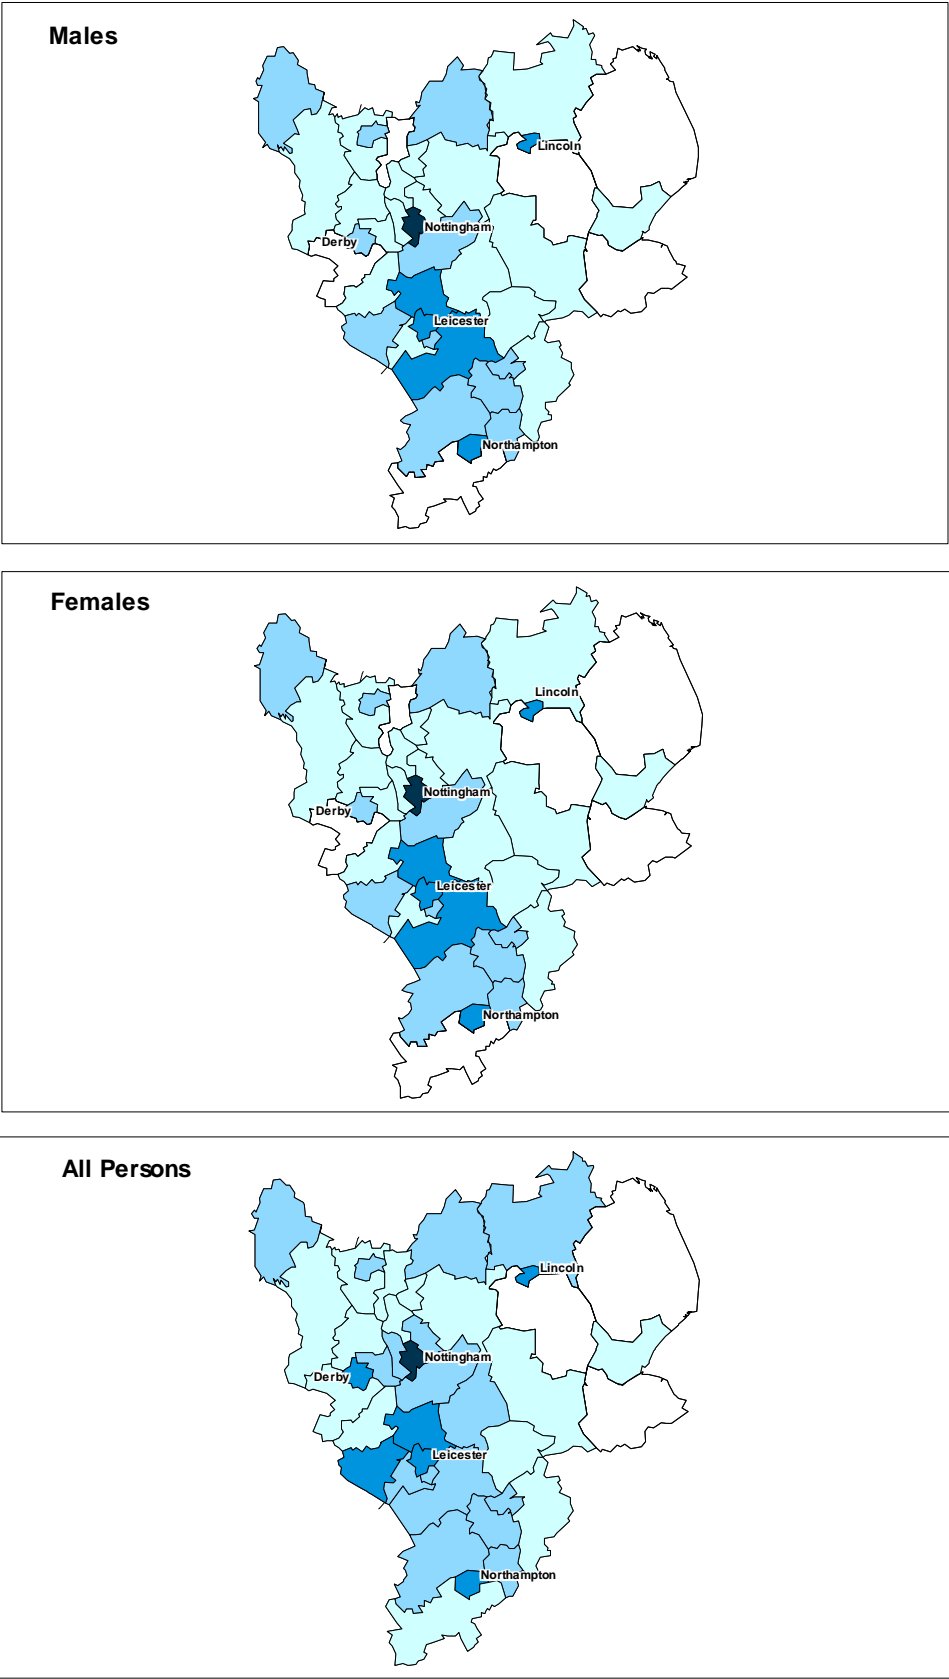 Males
Lincoln
Nottingham
Derby
Leicester
Northampton
Females
Lincoln
Nottingham
Derby
Leicester
Northampton
All Persons
Lincoln
Nottingham
Derby
Leicester
Northampton